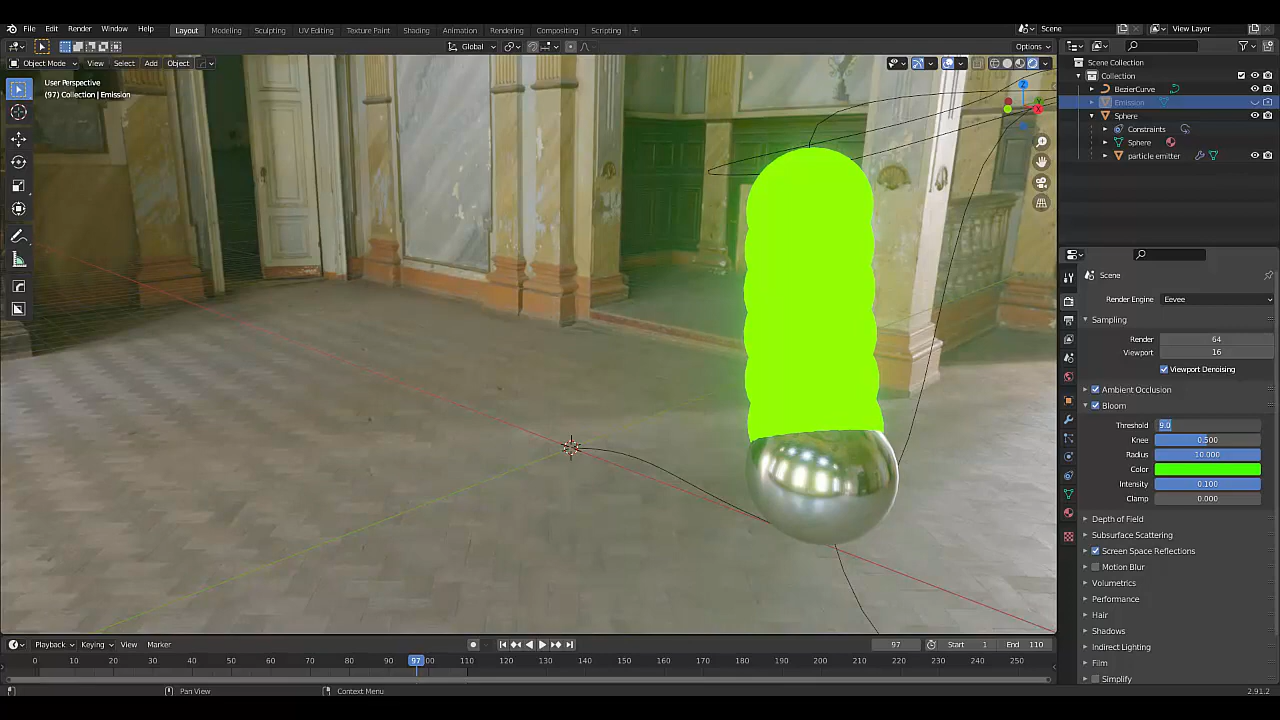 File Edit Render Window Help Layout Modeling Sculpting UV Editing Texture Paint Shading Animation Rendering Compositing Scripting Scene View Layer
Global Options
Object Mode View Select Add Object
Scene Collection
Collection
BezierCurve
Emission
Sphere
Constraints
Sphere
particle emitter
User Perspective
(97) Collection | Emission
Z
Y
X
Scene
Render Engine Eevee
Sampling
Render 64
Viewport 16
Viewport Denoising
Ambient Occlusion
Bloom
Threshold 9.0
Knee 0.500
Radius 10.000
Color
Intensity 0.100
Clamp 0.000
Depth of Field
Subsurface Scattering
Screen Space Reflections
Motion Blur
Volumetrics
Performance
Hair
Shadows
Indirect Lighting
Film
Simplify
Playback Keying View Marker 97 Start 1 End 110
0 10 20 30 40 50 60 70 80 97 100 110 120 130 140 150 160 170 180 190 200 210 220 230 240 250
Pan View Context Menu 2.91.2